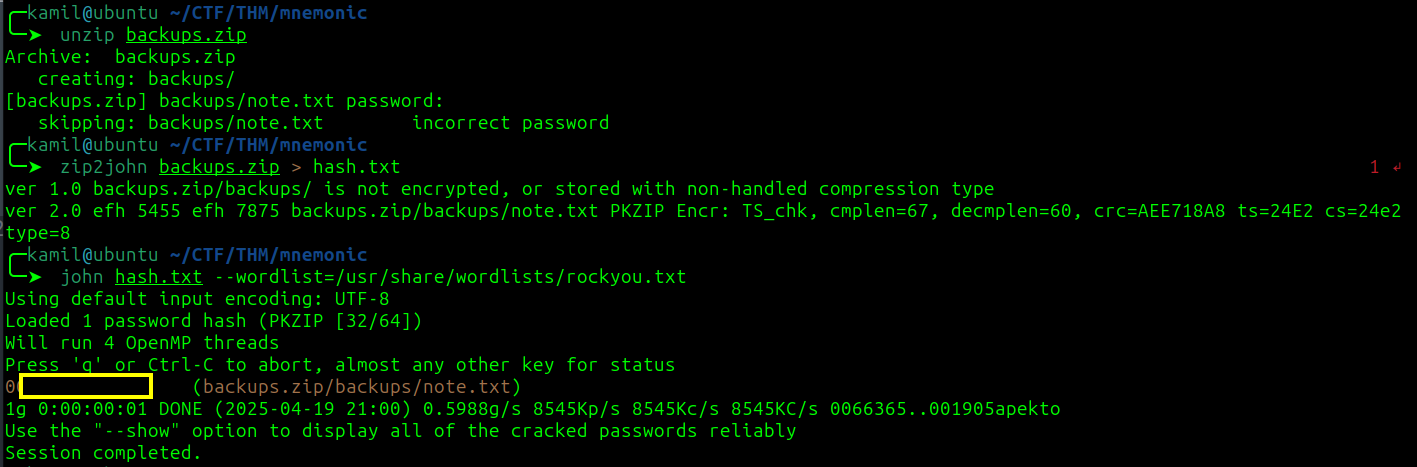 kamil@ubuntu ~/CTF/THM/mnemonic
unzip backups.zip
Archive:  backups.zip
   creating: backups/
[backups.zip] backups/note.txt password:
   skipping: backups/note.txt        incorrect password
kamil@ubuntu ~/CTF/THM/mnemonic
zip2john backups.zip > hash.txt 1 ↲
ver 1.0 backups.zip/backups/ is not encrypted, or stored with non-handled compression type
ver 2.0 efh 5455 efh 7875 backups.zip/backups/note.txt PKZIP Encr: TS_chk, cmplen=67, decmplen=60, crc=AEE718A8 ts=24E2 cs=24e2
type=8
kamil@ubuntu ~/CTF/THM/mnemonic
john hash.txt --wordlist=/usr/share/wordlists/rockyou.txt
Using default input encoding: UTF-8
Loaded 1 password hash (PKZIP [32/64])
Will run 4 OpenMP threads
Press 'q' or Ctrl-C to abort, almost any other key for status
(backups.zip/backups/note.txt)
1g 0:00:00:01 DONE (2025-04-19 21:00) 0.5988g/s 8545Kp/s 8545Kc/s 8545KC/s 0066365..001905apekto
Use the "--show" option to display all of the cracked passwords reliably
Session completed.